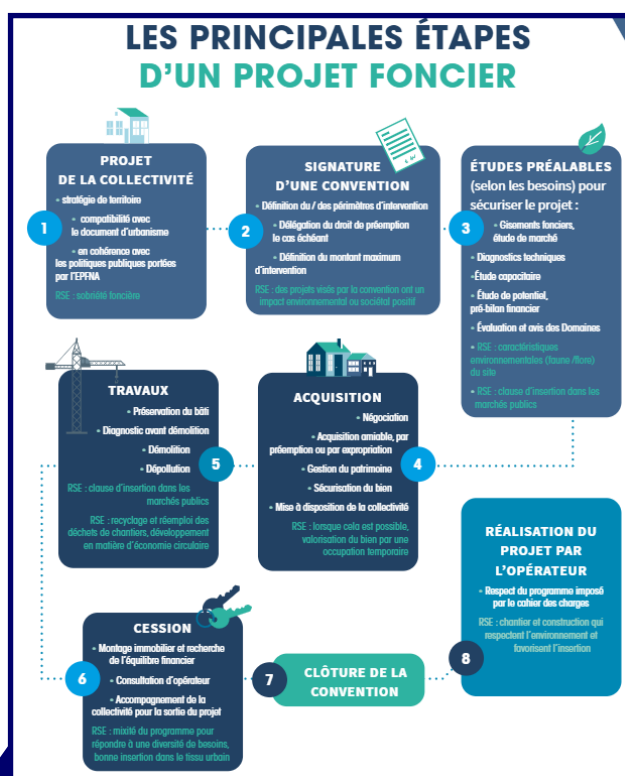 LES PRINCIPALES ÉTAPES
D'UN PROJET FONCIER
1
PROJET
DE LA COLLECTIVITÉ
• stratégie de territoire
• compatibilité avec
le document d'urbanisme
• en cohérence avec
les politiques publiques portées
par l'EPFNA
RSE : sobriété foncière
2
SIGNATURE
D'UNE CONVENTION
• Définition du / des périmètres d'intervention
• Délégation du droit de préemption
le cas échéant
• Définition du montant maximum
d'intervention
RSE : des projets visés par la convention ont un
impact environnemental ou sociétal positif
3
ÉTUDES PRÉALABLES
(selon les besoins) pour
sécuriser le projet :
• Gisements fonciers,
étude de marché
• Diagnostics techniques
•Étude capacitaire
• Étude de potentiel,
pré-bilan financier
• Évaluation et avis des Domaines
• RSE : caractéristiques
environnementales (faune /flore)
du site
• RSE : clause d'insertion dans les
marchés publics
4
ACQUISITION
• Négociation
• Acquisition amiable, par
préemption ou par expropriation
• Gestion du patrimoine
• Sécurisation du bien
• Mise à disposition de la collectivité
RSE : lorsque cela est possible,
valorisation du bien par une
occupation temporaire
5
TRAVAUX
• Préservation du bâti
• Diagnostic avant démolition
• Démolition
• Dépollution
RSE : clause d'insertion dans les
marchés publics
RSE : recyclage et réemploi des
déchets de chantiers, développement
en matière d'économie circulaire
6
CESSION
• Montage immobilier et recherche
de l'équilibre financier
• Consultation d'opérateur
• Accompagnement de la
collectivité pour la sortie du projet
RSE : mixité du programme pour
répondre à une diversité de besoins,
bonne insertion dans le tissu urbain
7
CLÔTURE DE LA
CONVENTION
8
RÉALISATION DU
PROJET PAR
L'OPÉRATEUR
• Respect du programme imposé
par le cahier des charges
RSE : chantier et construction qui
respectent l'environnement et
favorisent l'insertion